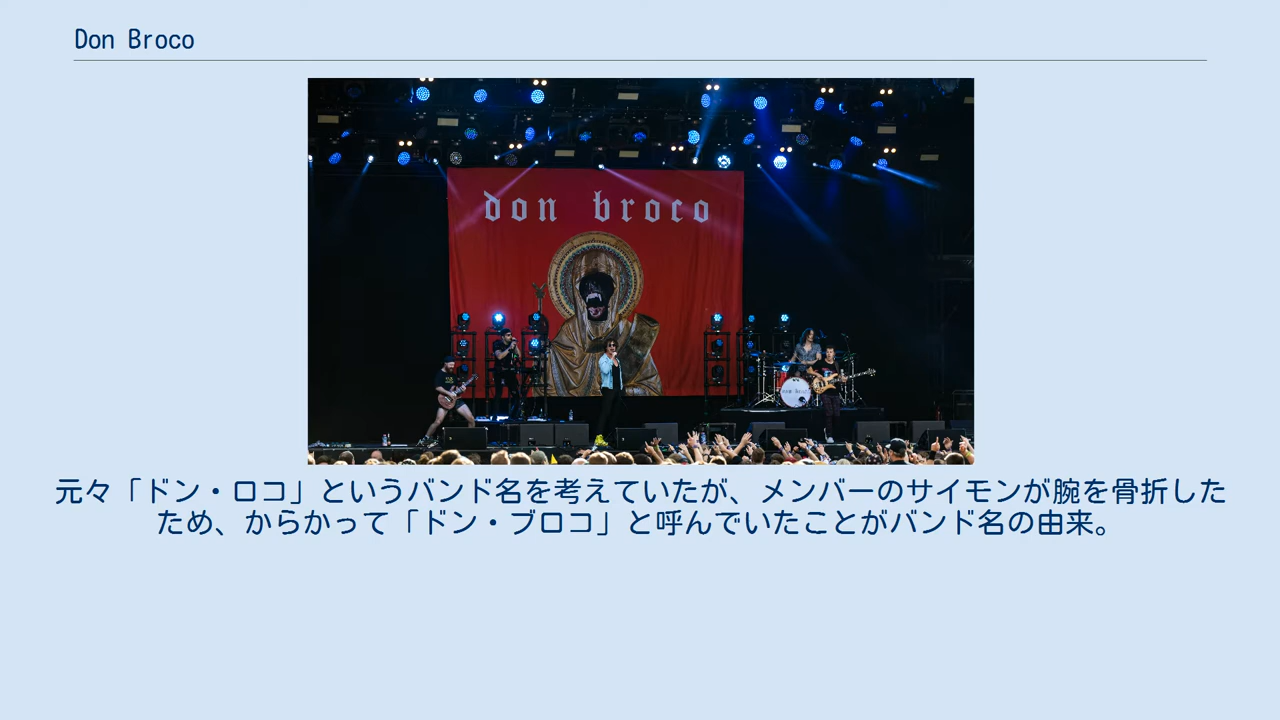 Don Broco
don broco
元々「ドン・ロコ」というバンド名を考えていたが、メンバーのサイモンが腕を骨折した
ため、からかって「ドン・ブロコ」と呼んでいたことがバンド名の由来。